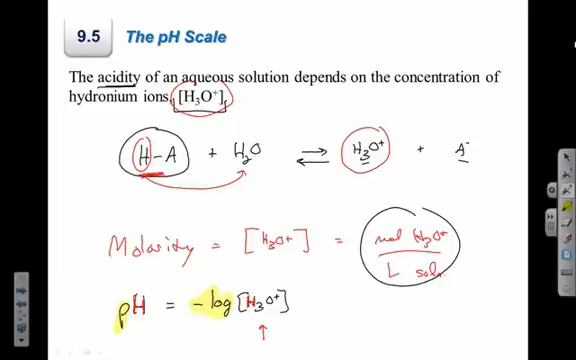 9.5 The pH Scale
The acidity of an aqueous solution depends on the concentration of
hydronium ions, [H₃O⁺].
H–A + H₂O ⇌ H₃O⁺ + A⁻
Molarity = [H₃O⁺] = mol H₃O⁺
L soln
pH = -log [H₃O⁺]